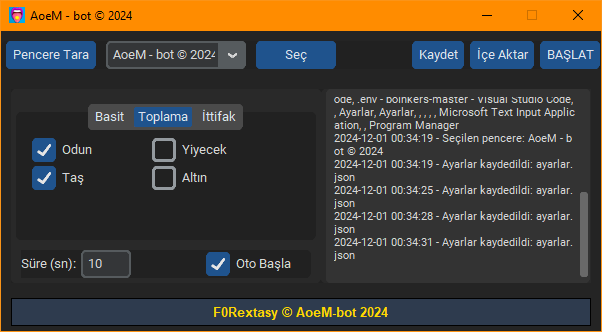 AoeM - bot © 2024
Pencere Tara AoeM - bot © 2024 Seç Kaydet İçe Aktar BAŞLAT
Basit Toplama İttifak
Odun Yiyecek
Taş Altın
Süre (sn): 10 Oto Başla
ode, .env - boinkers-master - Visual Studio Code,
, Ayarlar, Ayarlar, , , , , Microsoft Text Input Applic
ation, , Program Manager
2024-12-01 00:34:19 - Seçilen pencere: AoeM - b
ot © 2024
2024-12-01 00:34:19 - Ayarlar kaydedildi: ayarlar.
json
2024-12-01 00:34:25 - Ayarlar kaydedildi: ayarlar.
json
2024-12-01 00:34:28 - Ayarlar kaydedildi: ayarlar.
json
2024-12-01 00:34:31 - Ayarlar kaydedildi: ayarlar.
json
F0Rextasy © AoeM-bot 2024